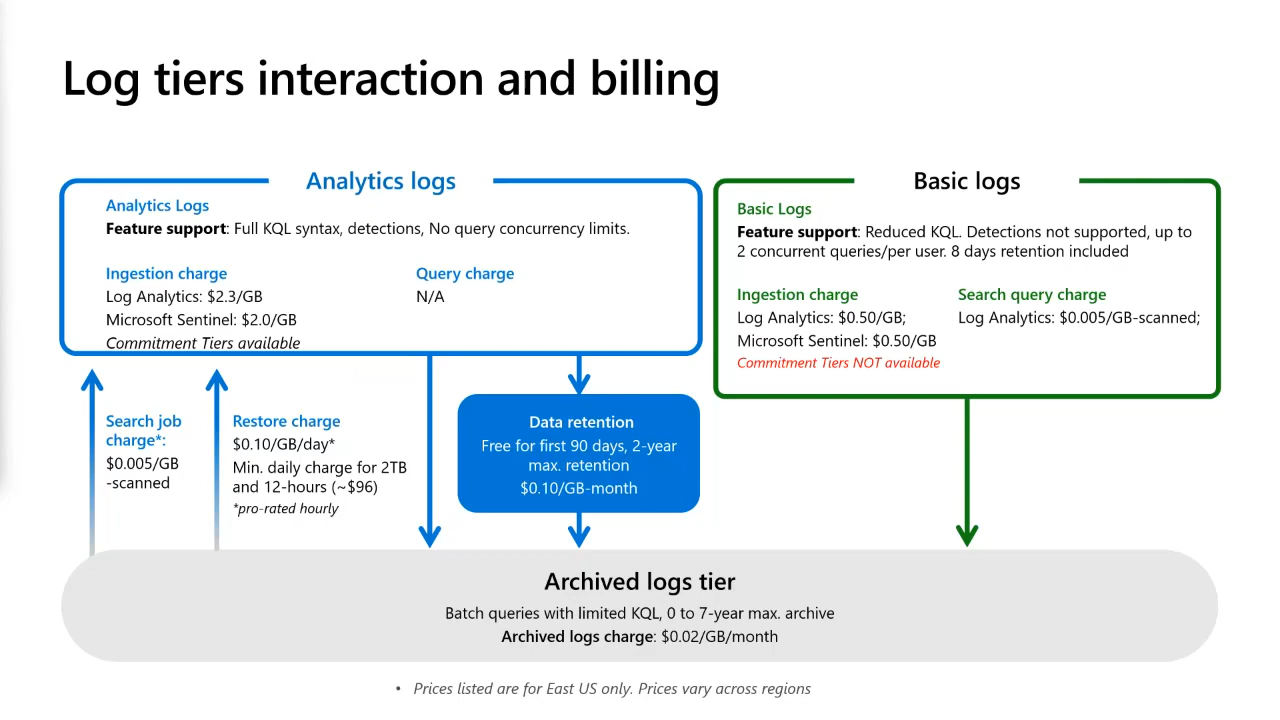 Log tiers interaction and billing
Analytics logs
Analytics Logs
Feature support: Full KQL syntax, detections, No query concurrency limits.
Ingestion charge
Log Analytics: $2.3/GB
Microsoft Sentinel: $2.0/GB
Commitment Tiers available
Query charge
N/A
Basic logs
Basic Logs
Feature support: Reduced KQL. Detections not supported, up to
2 concurrent queries/per user. 8 days retention included
Ingestion charge
Log Analytics: $0.50/GB;
Microsoft Sentinel: $0.50/GB
Commitment Tiers NOT available
Search query charge
Log Analytics: $0.005/GB-scanned;
Search job
charge*:
$0.005/GB
-scanned
Restore charge
$0.10/GB/day*
Min. daily charge for 2TB
and 12-hours (~$96)
*pro-rated hourly
Data retention
Free for first 90 days, 2-year
max. retention
$0.10/GB-month
Archived logs tier
Batch queries with limited KQL, 0 to 7-year max. archive
Archived logs charge: $0.02/GB/month
• Prices listed are for East US only. Prices vary across regions